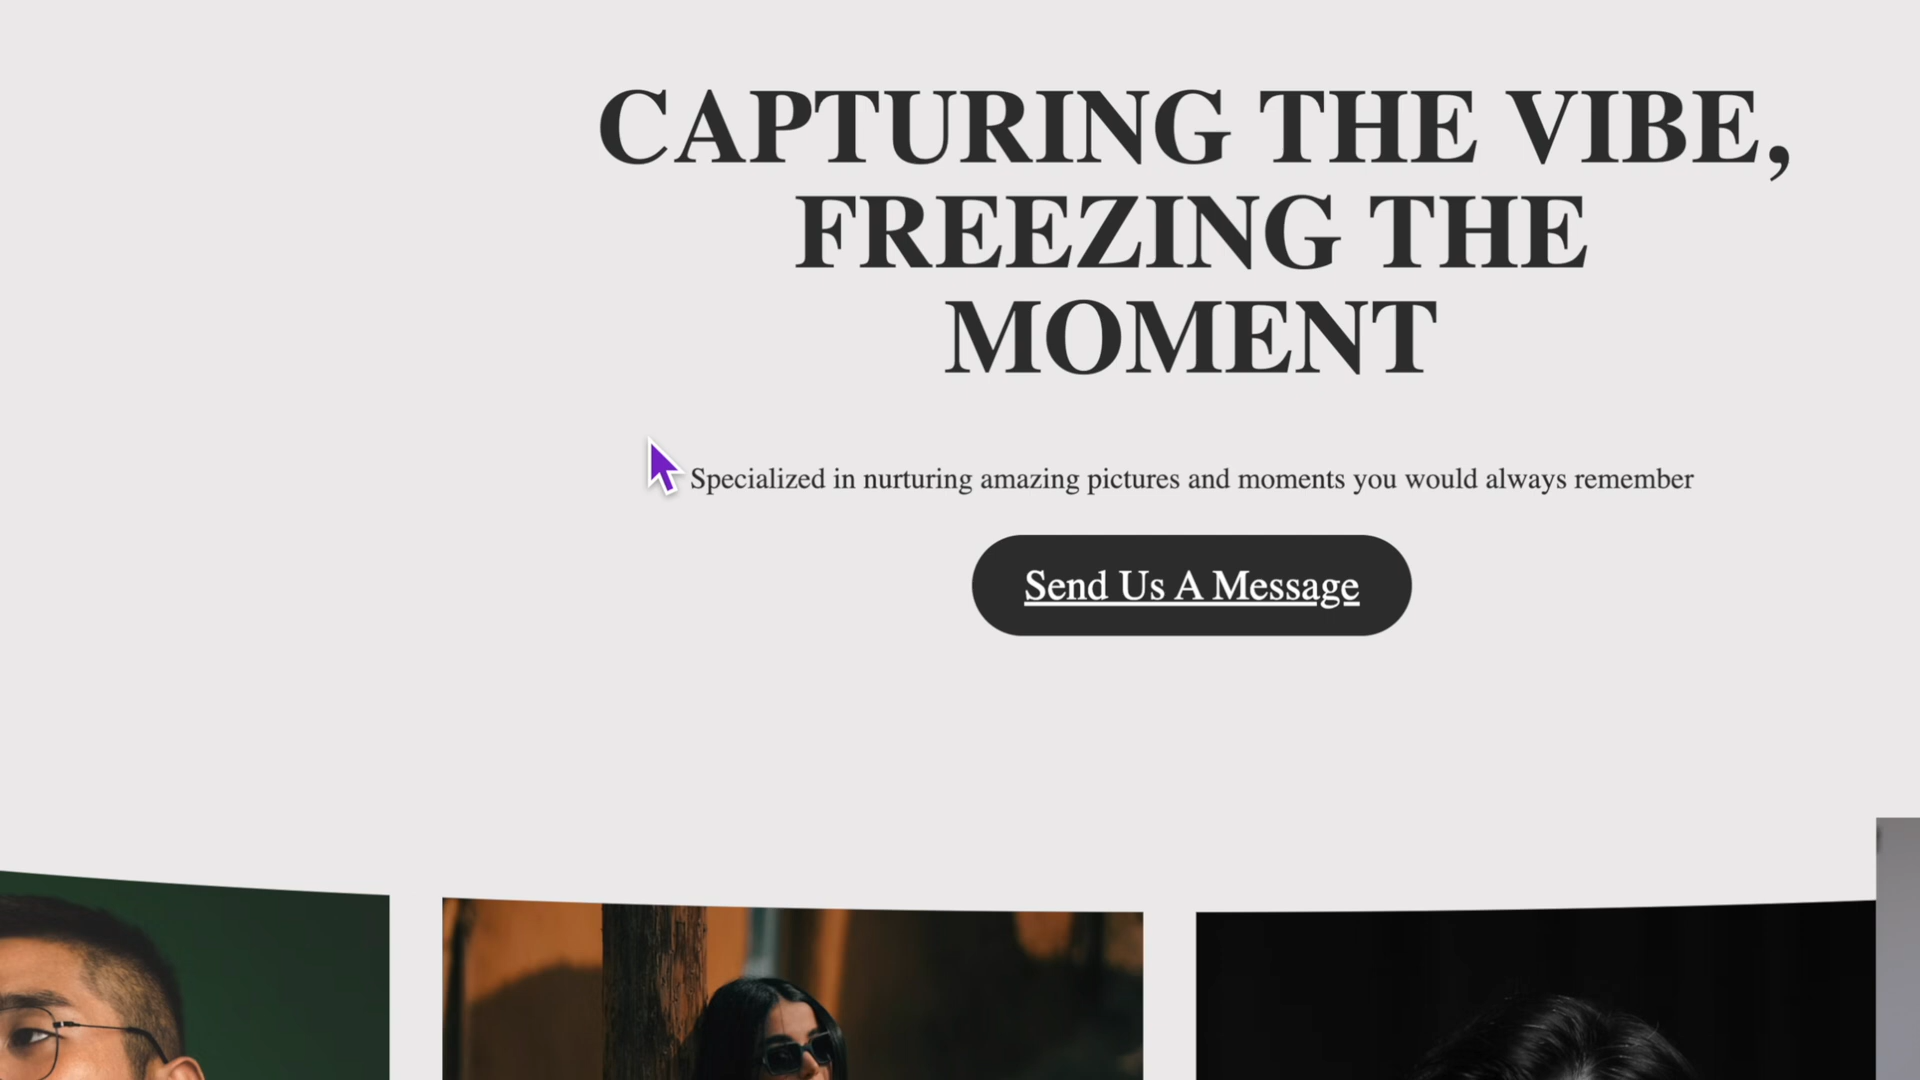 CAPTURING THE VIBE,
FREEZING THE
MOMENT
Specialized in nurturing amazing pictures and moments you would always remember
Send Us A Message